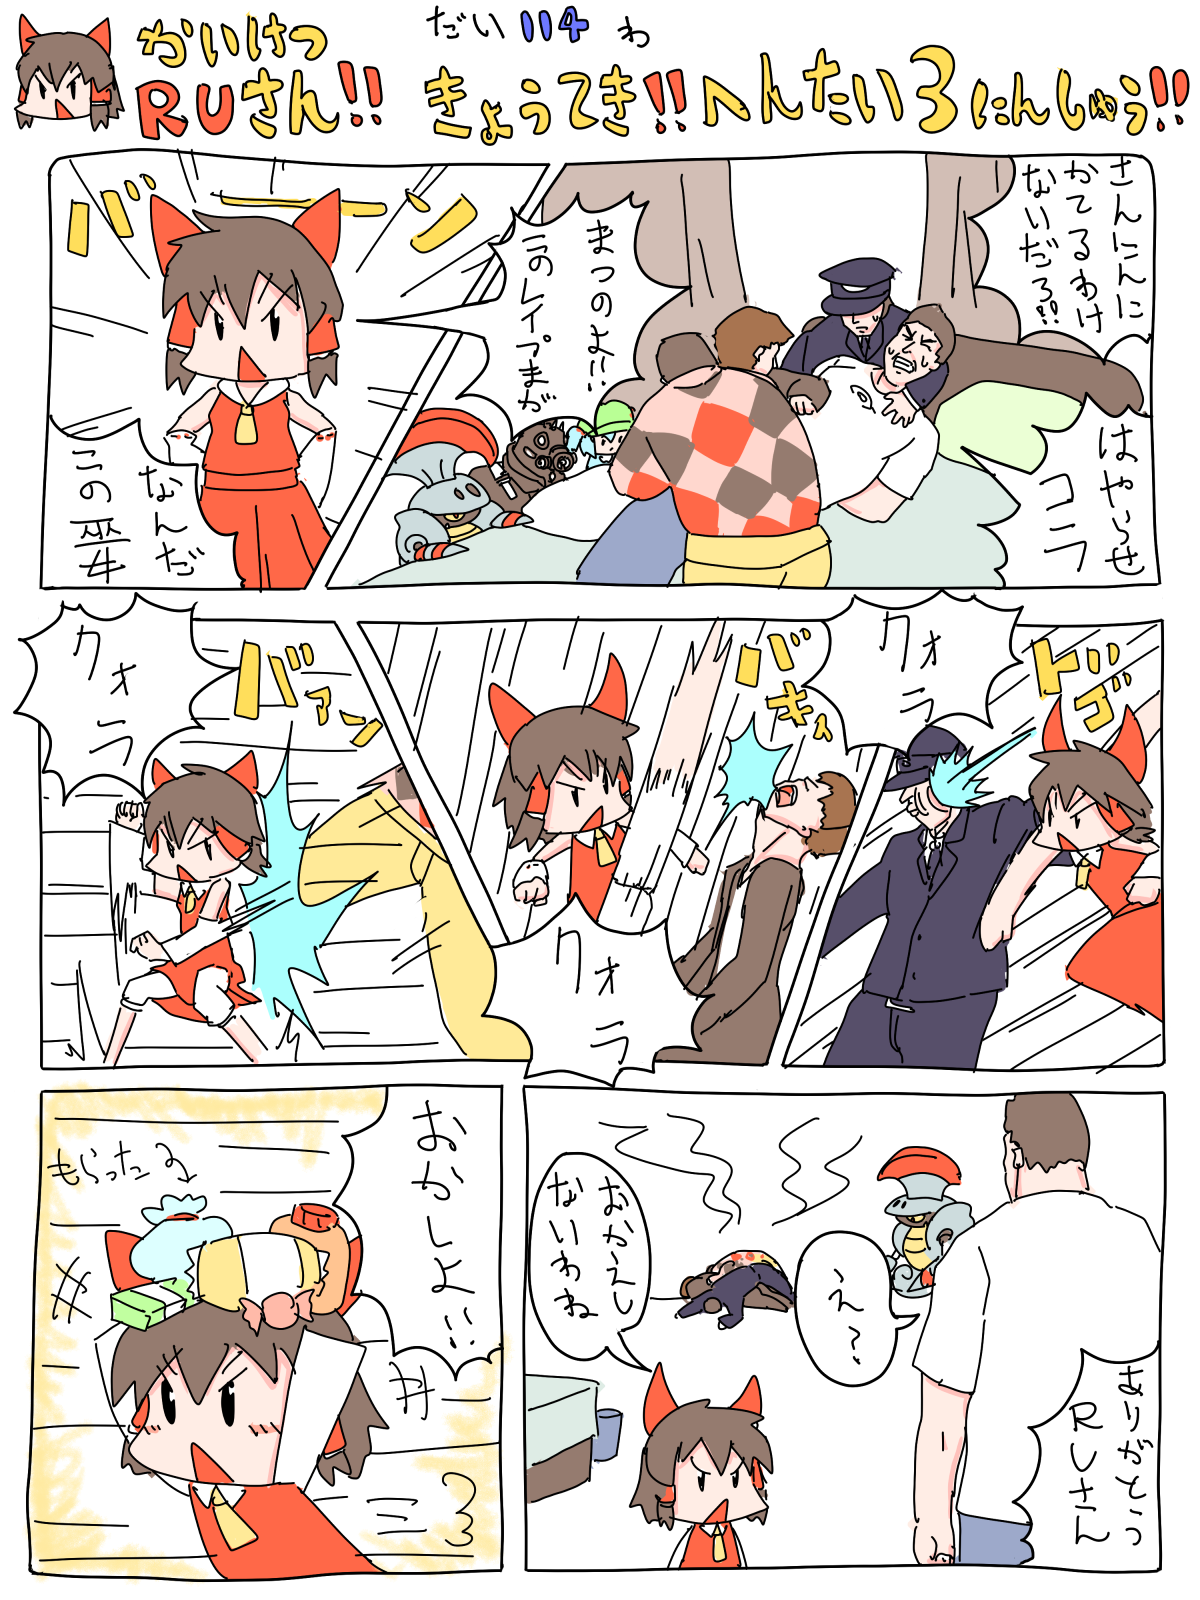 だい114わ
かいけつ
RUさん!!
きょうてき!!へんたい3にんしゅう!!
さんにんに
かてるわけ
ないだろ!!
はやらせ
コラ
まつのよ!!
このレイプまが
バーン
なんだ
この巫女
ドゴ
クォ
ラ
バキィ
クォ
ラ
バァーン
クォ
ラ
ありがとう
RUさん
え?
おかえし
ないわね
おかしよ!!
もらった